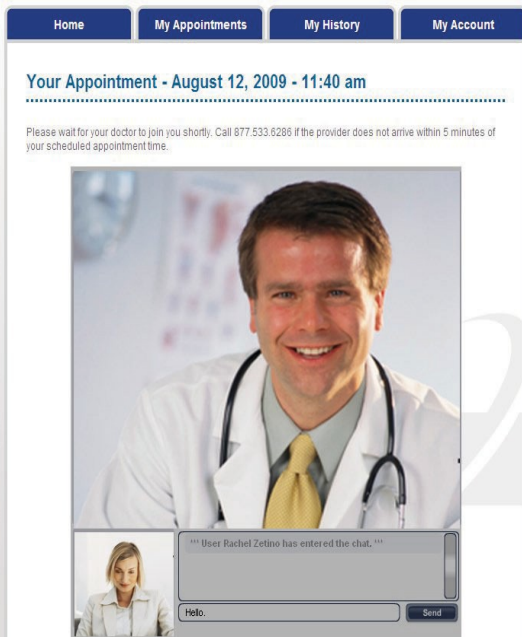 Home My Appointments My History My Account
Your Appointment - August 12, 2009 - 11:40 am
Please wait for your doctor to join you shortly. Call 877.533.6286 if the provider does not arrive within 5 minutes of
your scheduled appointment time.
*** User Rachel Zetino has entered the chat. ***
Hello. Send